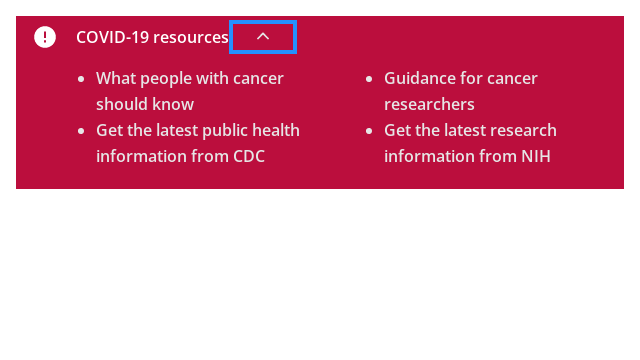 COVID-19 resources
What people with cancer
should know
Get the latest public health
information from CDC
Guidance for cancer
researchers
Get the latest research
information from NIH